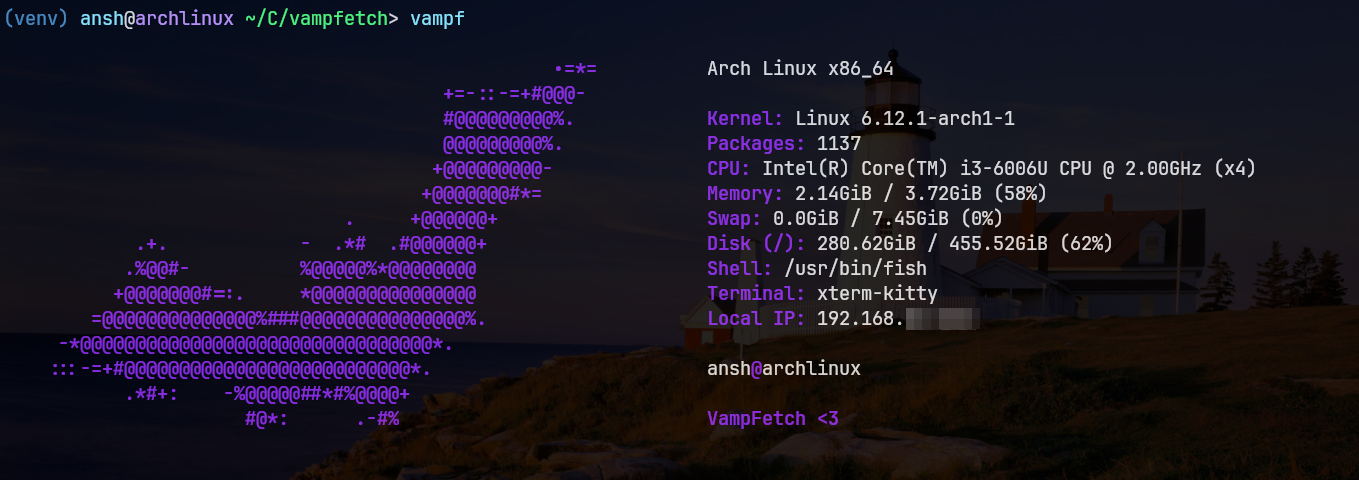 (venv) ansh@archlinux ~/C/vampfetch> vampf
Arch Linux x86_64
Kernel: Linux 6.12.1-arch1-1
Packages: 1137
CPU: Intel(R) Core(TM) i3-6006U CPU @ 2.00GHz (x4)
Memory: 2.14GiB / 3.72GiB (58%)
Swap: 0.0GiB / 7.45GiB (0%)
Disk (/): 280.62GiB / 455.52GiB (62%)
Shell: /usr/bin/fish
Terminal: xterm-kitty
Local IP: 192.168.
ansh@archlinux
VampFetch <3